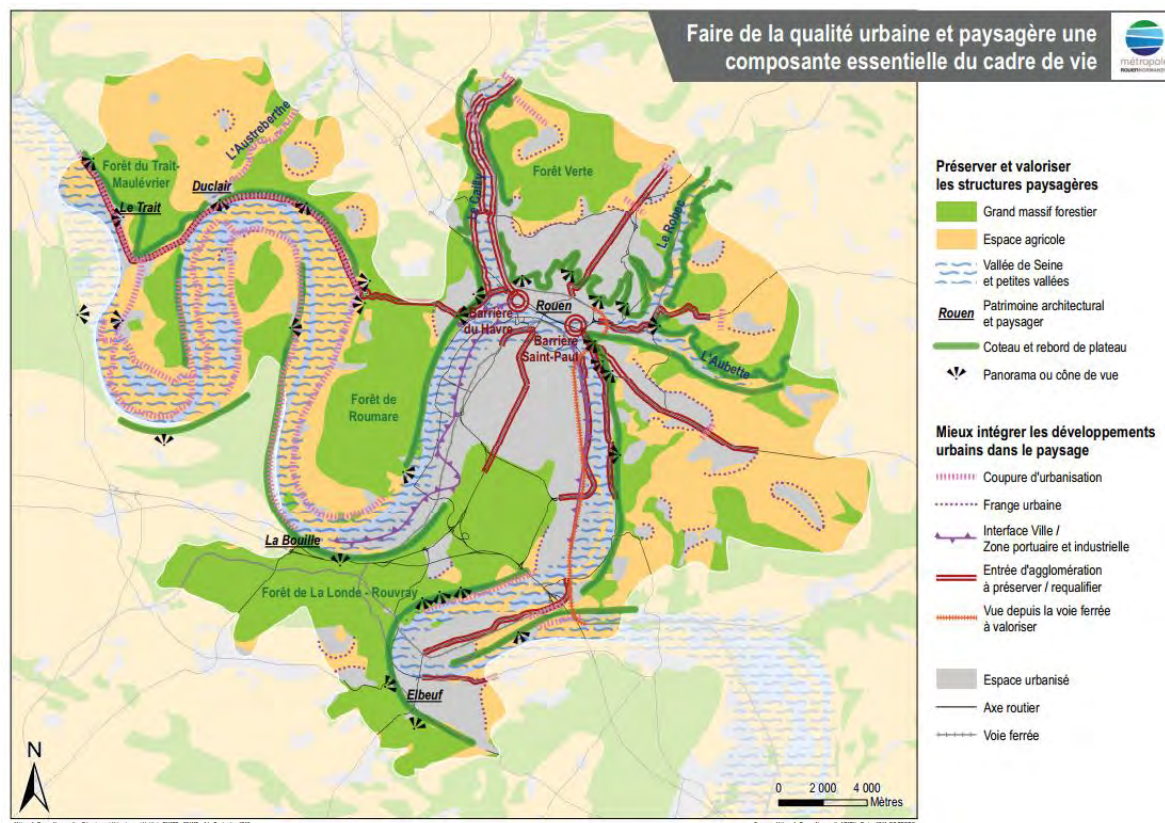 Faire de la qualité urbaine et paysagère une
composante essentielle du cadre de vie
métropole
ROUENNORMANDIE
Préserver et valoriser
les structures paysagères
Grand massif forestier
Espace agricole
Vallée de Seine
et petites vallées
Rouen
Patrimoine architectural
et paysager
Coteau et rebord de plateau
Panorama ou cône de vue
Mieux intégrer les développements
urbains dans le paysage
Coupure d'urbanisation
Frange urbaine
Interface Ville /
Zone portuaire et industrielle
Entrée d'agglomération
à préserver / requalifier
Vue depuis la voie ferrée
à valoriser
Espace urbanisé
Axe routier
Voie ferrée
L'Austreberthe
Forêt du Trait-
Maulévrier
Duclair
Le Trait
Le Cailly
Forêt Verte
Le Robec
Rouen
Barrière
du Havre
Barrière
Saint-Paul
L'Aubette
Forêt de
Roumare
La Bouille
Forêt de La Londe - Rouvray
Elbeuf
N
0 2 000 4 000
Mètres